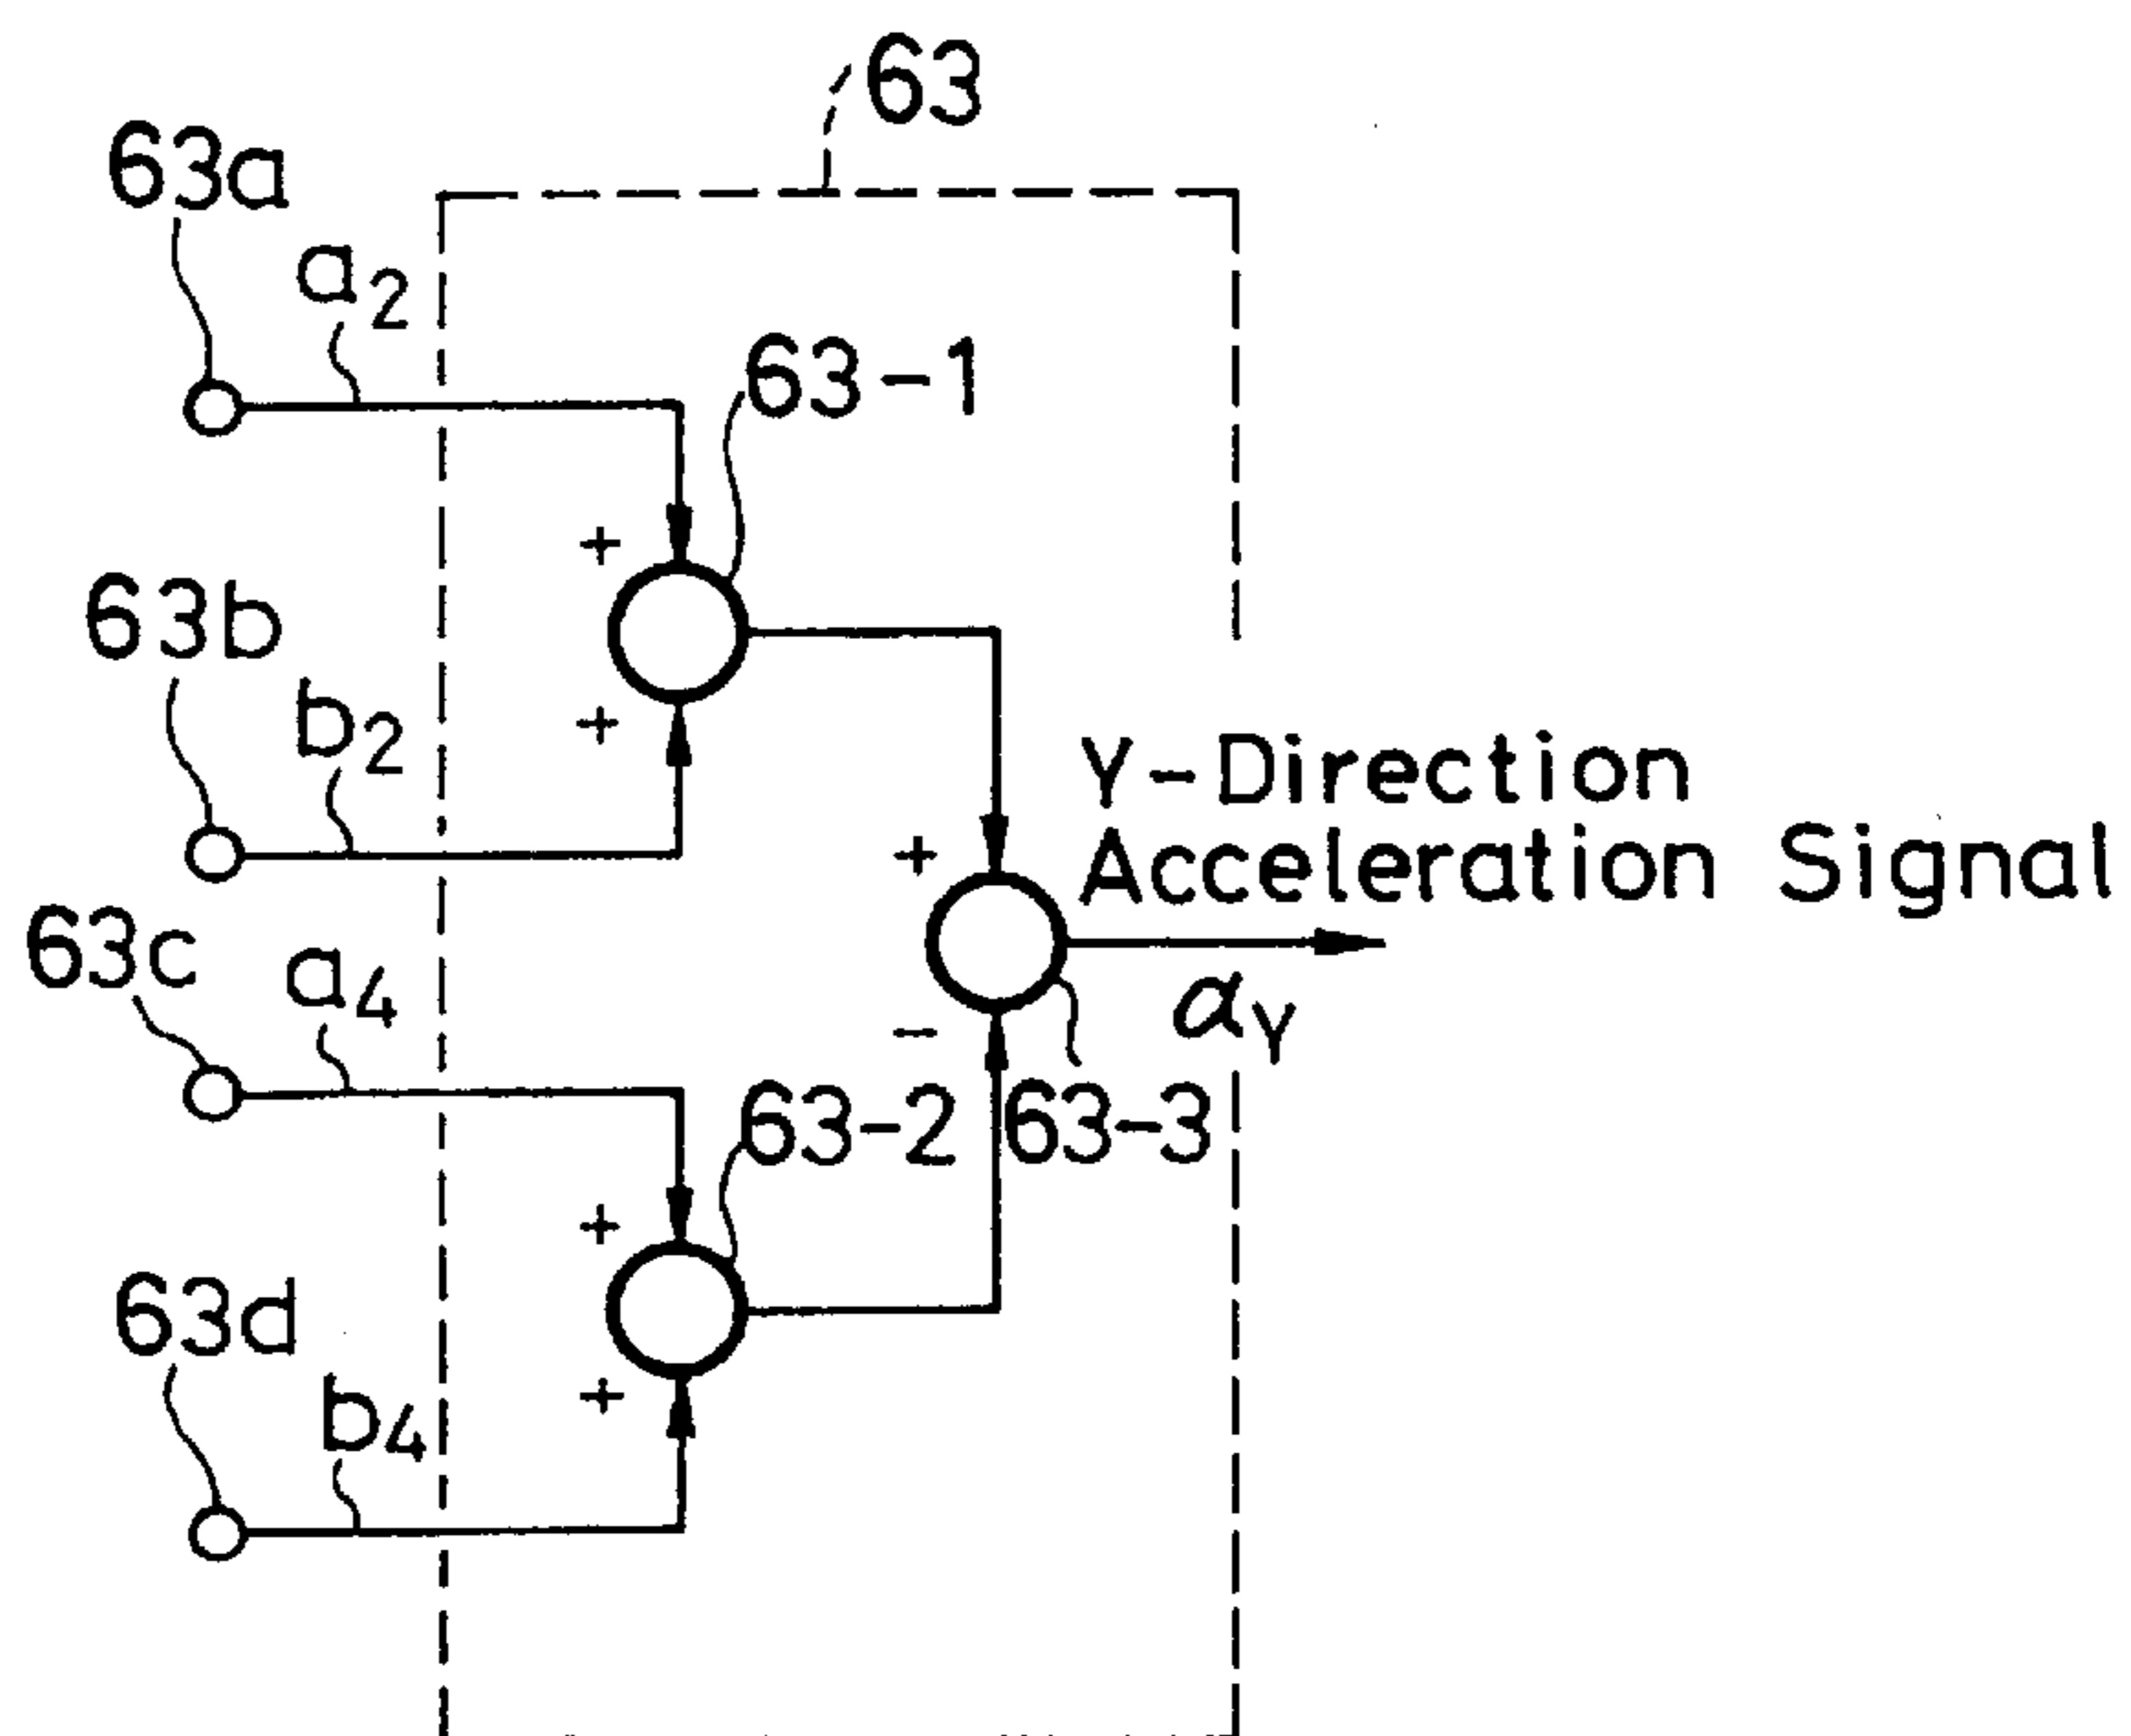 63
63a
a2
63-1
+
63b
+
b2
Y-Direction
Acceleration Signal
+
63c
a4
αY
-
63-2
63-3
+
63d
+
b4